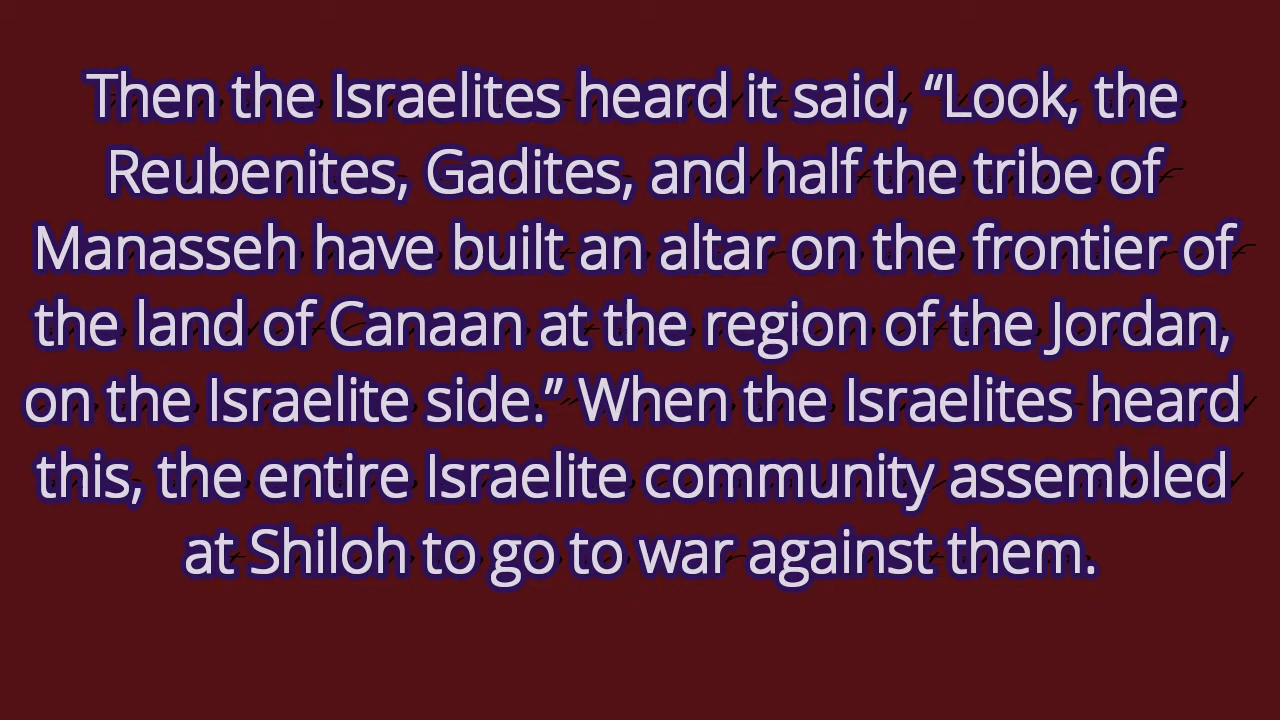 Then the Israelites heard it said, “Look, the
Reubenites, Gadites, and half the tribe of
Manasseh have built an altar on the frontier of
the land of Canaan at the region of the Jordan,
on the Israelite side.” When the Israelites heard
this, the entire Israelite community assembled
at Shiloh to go to war against them.